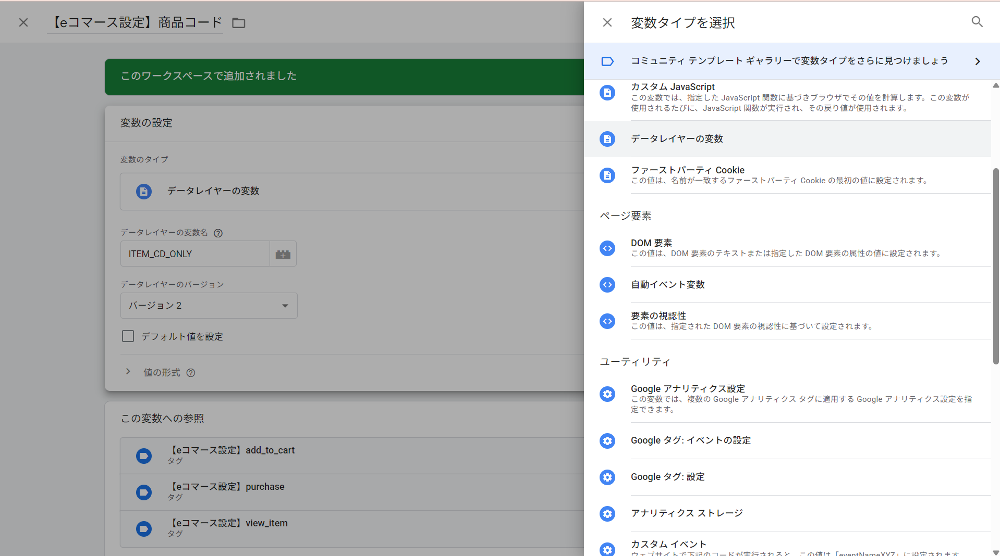 【eコマース設定】商品コード
このワークスペースで追加されました
変数の設定
変数のタイプ
データレイヤーの変数
データレイヤーの変数名
ITEM_CD_ONLY
データレイヤーのバージョン
バージョン 2
デフォルト値を設定
値の形式
この変数への参照
【eコマース設定】add_to_cart
タグ
【eコマース設定】purchase
タグ
【eコマース設定】view_item
タグ
変数タイプを選択
コミュニティ テンプレート ギャラリーで変数タイプをさらに見つけましょう
カスタム JavaScript
この変数では、指定した JavaScript 関数に基づきブラウザでその値を計算します。この変数が
使用されるたびに、JavaScript 関数が実行され、その戻り値が使用されます。
データレイヤーの変数
ファーストパーティ Cookie
この値は、名前が一致するファーストパーティ Cookie の最初の値に設定されます。
ページ要素
DOM 要素
この値は、DOM 要素のテキストまたは指定した DOM 要素の属性の値に設定されます。
自動イベント変数
要素の視認性
この値は、指定された DOM 要素の視認性に基づいて設定されます。
ユーティリティ
Google アナリティクス設定
この変数では、複数の Google アナリティクス タグに適用する Google アナリティクス設定を指
定できます。
Google タグ: イベントの設定
Google タグ: 設定
アナリティクス ストレージ
カスタム イベント
ウェブサイトで下記のコードが実行されると、この値は「eventNameXYZ」に設定されます